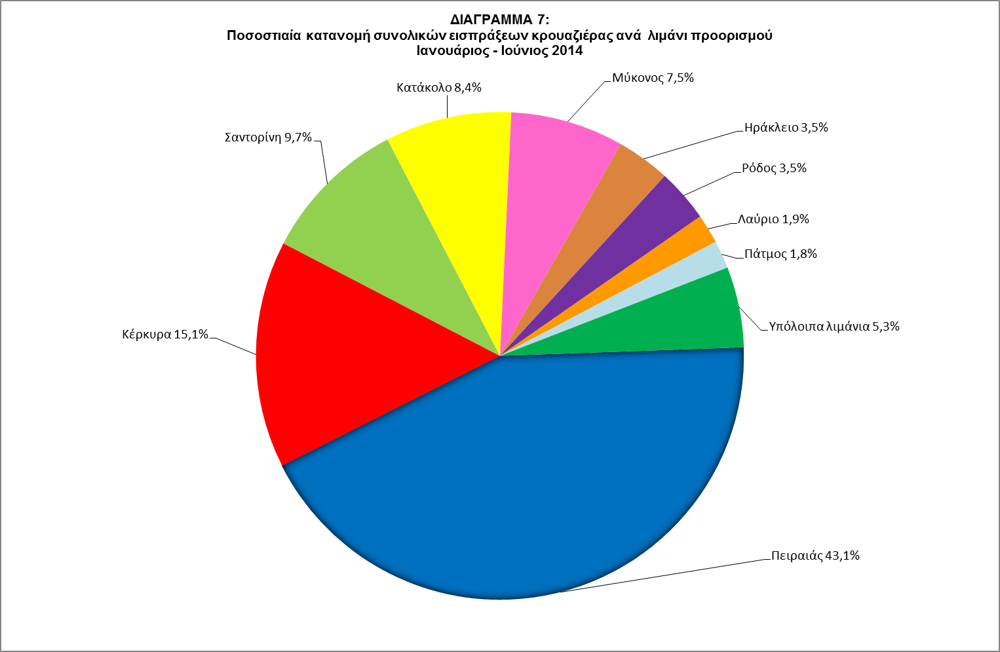 ΔΙΑΓΡΑΜΜΑ 7:
Ποσοστιαία κατανομή συνολικών εισπράξεων κρουαζιέρας ανά λιμάνι προορισμού
Ιανουάριος - Ιούνιος 2014
Μύκονος 7,5%
Κατάκολο 8,4%
Ηράκλειο 3,5%
Σαντορίνη 9,7%
Ρόδος 3,5%
Λαύριο 1,9%
Πάτμος 1,8%
Υπόλοιπα λιμάνια 5,3%
Κέρκυρα 15,1%
Πειραιάς 43,1%